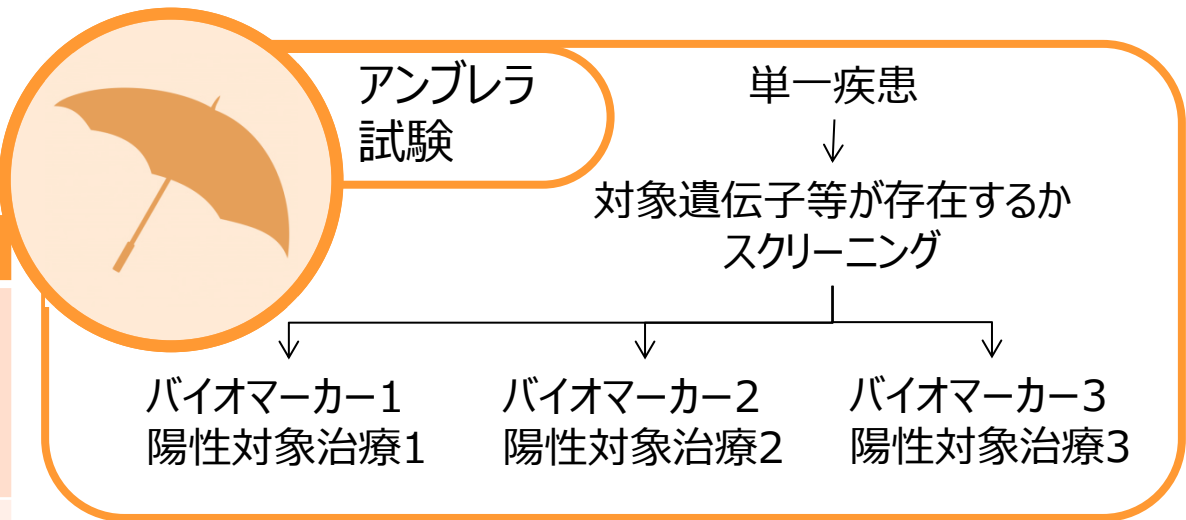 アンブレラ
試験
単一疾患
対象遺伝子等が存在するか
スクリーニング
バイオマーカー1
陽性対象治療1
バイオマーカー2
陽性対象治療2
バイオマーカー3
陽性対象治療3